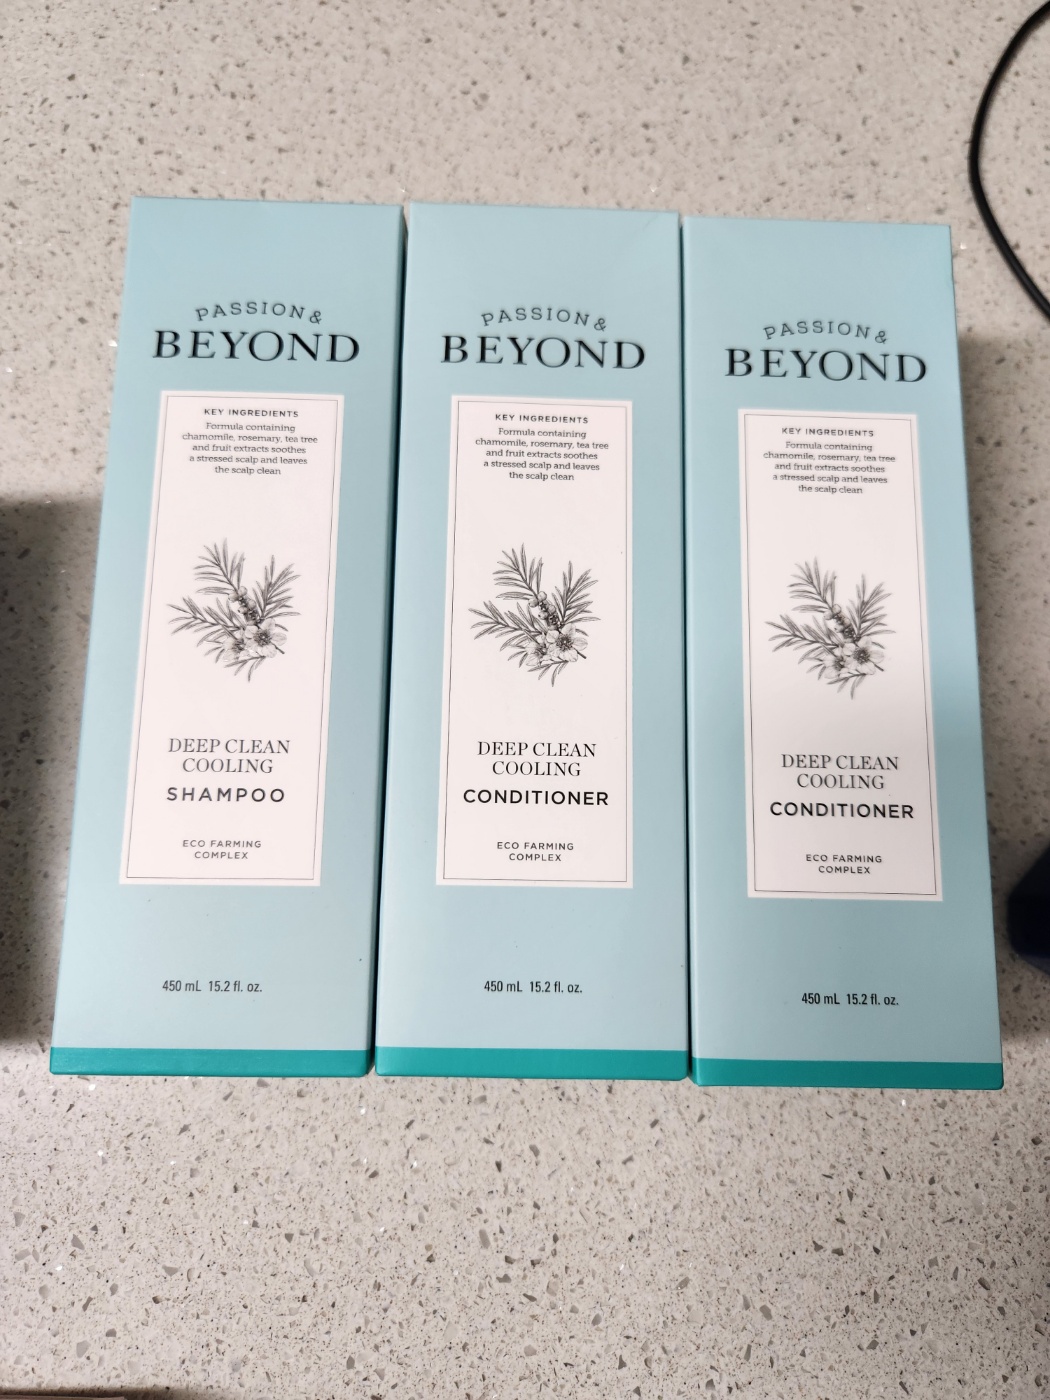 PASSION &
BEYOND
KEY INGREDIENTS
Formula containing
chamomile, rosemary, tea tree
and fruit extracts soothes
a stressed scalp and leaves
the scalp clean
DEEP CLEAN
COOLING
SHAMPOO
ECO FARMING
COMPLEX
450 mL 15.2 fl. oz.
PASSION &
BEYOND
KEY INGREDIENTS
Formula containing
chamomile, rosemary, tea tree
and fruit extracts soothes
a stressed scalp and leaves
the scalp clean
DEEP CLEAN
COOLING
CONDITIONER
ECO FARMING
COMPLEX
450 mL 15.2 fl. oz.
PASSION &
BEYOND
KEY INGREDIENTS
Formula containing
chamomile, rosemary, tea tree
and fruit extracts soothes
a stressed scalp and leaves
the scalp clean
DEEP CLEAN
COOLING
CONDITIONER
ECO FARMING
COMPLEX
450 mL 15.2 fl. oz.